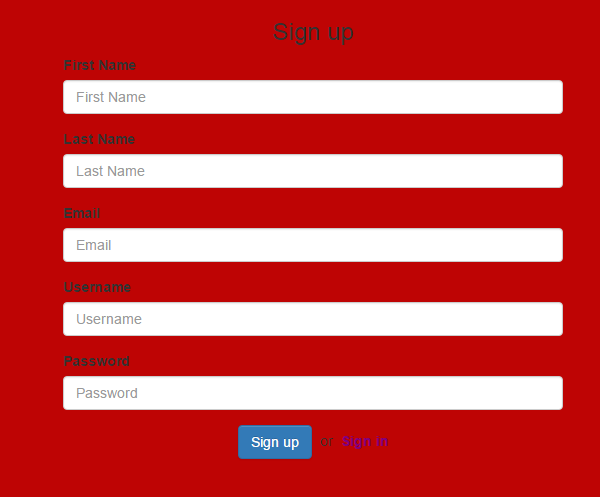 Sign up
First Name
First Name
Last Name
Last Name
Email
Email
Username
Username
Password
Password
Sign up or Sign in